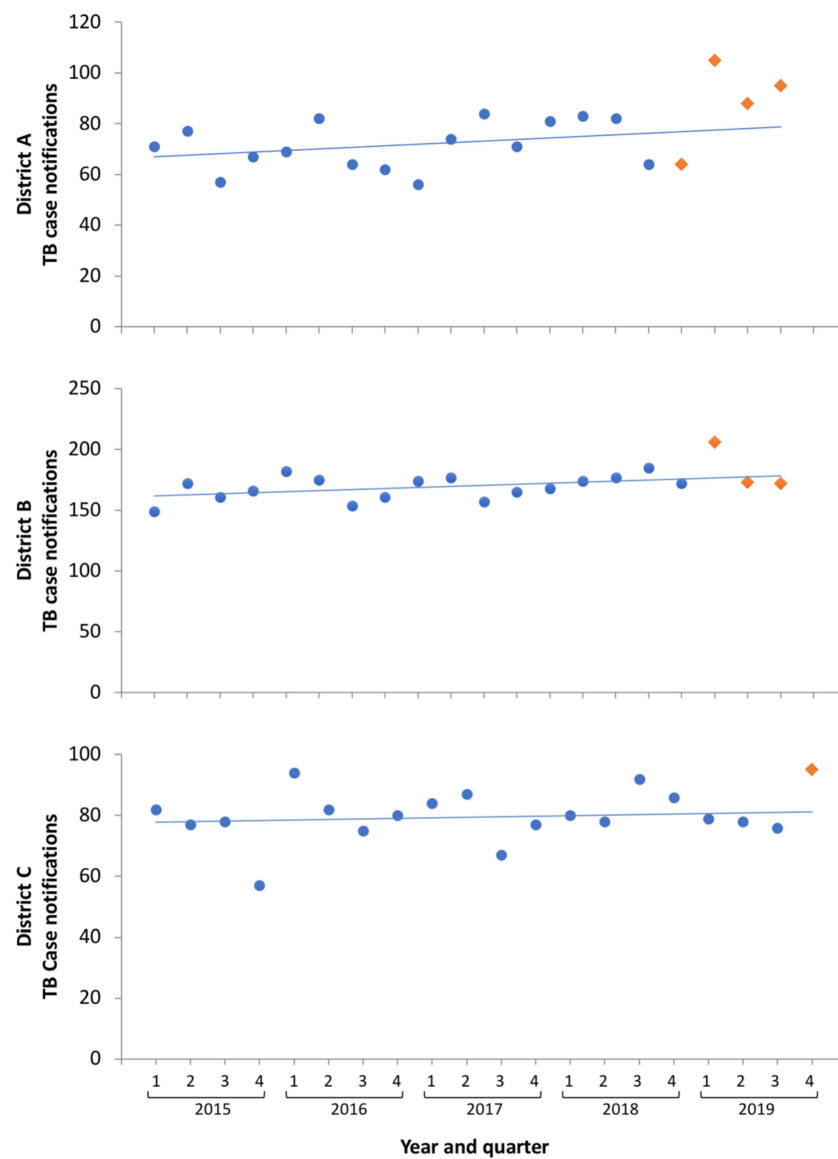 120
100
80
60
40
20
0
District A
TB case notifications
250
200
150
100
50
0
District B
TB case notifications
100
80
60
40
20
0
District C
TB Case notifications
1 2 3 4 1 2 3 4 1 2 3 4 1 2 3 4 1 2 3 4
2015 2016 2017 2018 2019
Year and quarter